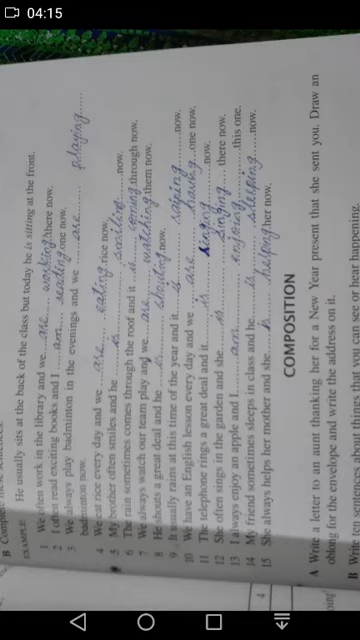 04:15
B Complete these sentences.
EXAMPLE: He usually sits at the back of the class but today he is sitting at the front.
1 We often work in the library and we are working there now.
2 I often read exciting books and I am reading one now.
3 We always play badminton in the evenings and we are playing
badminton now.
4 We eat rice every day and we are eating rice now.
5 My brother often smiles and he is smiling now.
6 The rain sometimes comes through the roof and it is coming through now.
7 We always watch our team play and we are watching them now.
8 He shouts a great deal and he is shouting now.
9 It usually rains at this time of the year and it is raining now.
10 We have an English lesson every day and we are having one now.
11 The telephone rings a great deal and it is ringing now.
12 She often sings in the garden and she is singing there now.
13 I always enjoy an apple and I am enjoying this one.
14 My friend sometimes sleeps in class and he is sleeping now.
15 She always helps her mother and she is helping her now.
COMPOSITION
A Write a letter to an aunt thanking her for a New Year present that she sent you. Draw an
oblong for the envelope and write the address on it.
B Write ten sentences about things that you can see or hear happening.
4